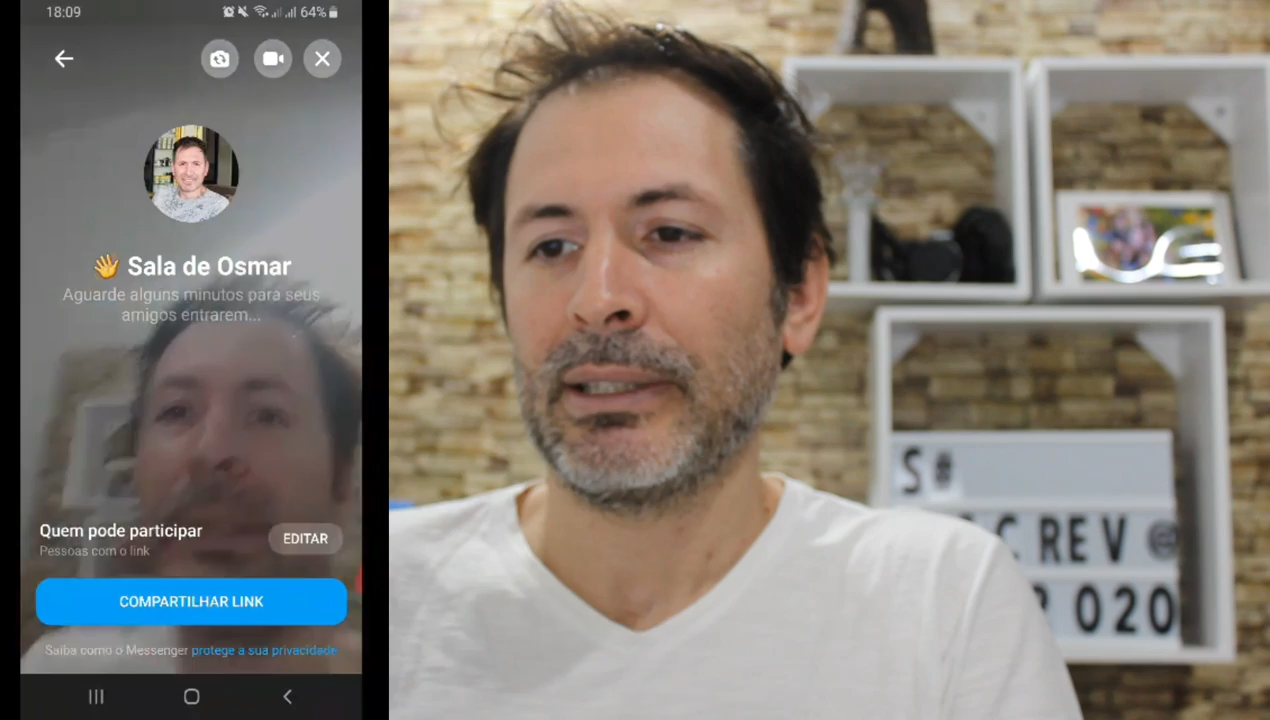 18:09
64%
👋 Sala de Osmar
Aguarde alguns minutos para seus
amigos entrarem...
Quem pode participar
Pessoas com o link
EDITAR
COMPARTILHAR LINK
Saiba como o Messenger protege a sua privacidade
S#
CREV@
020